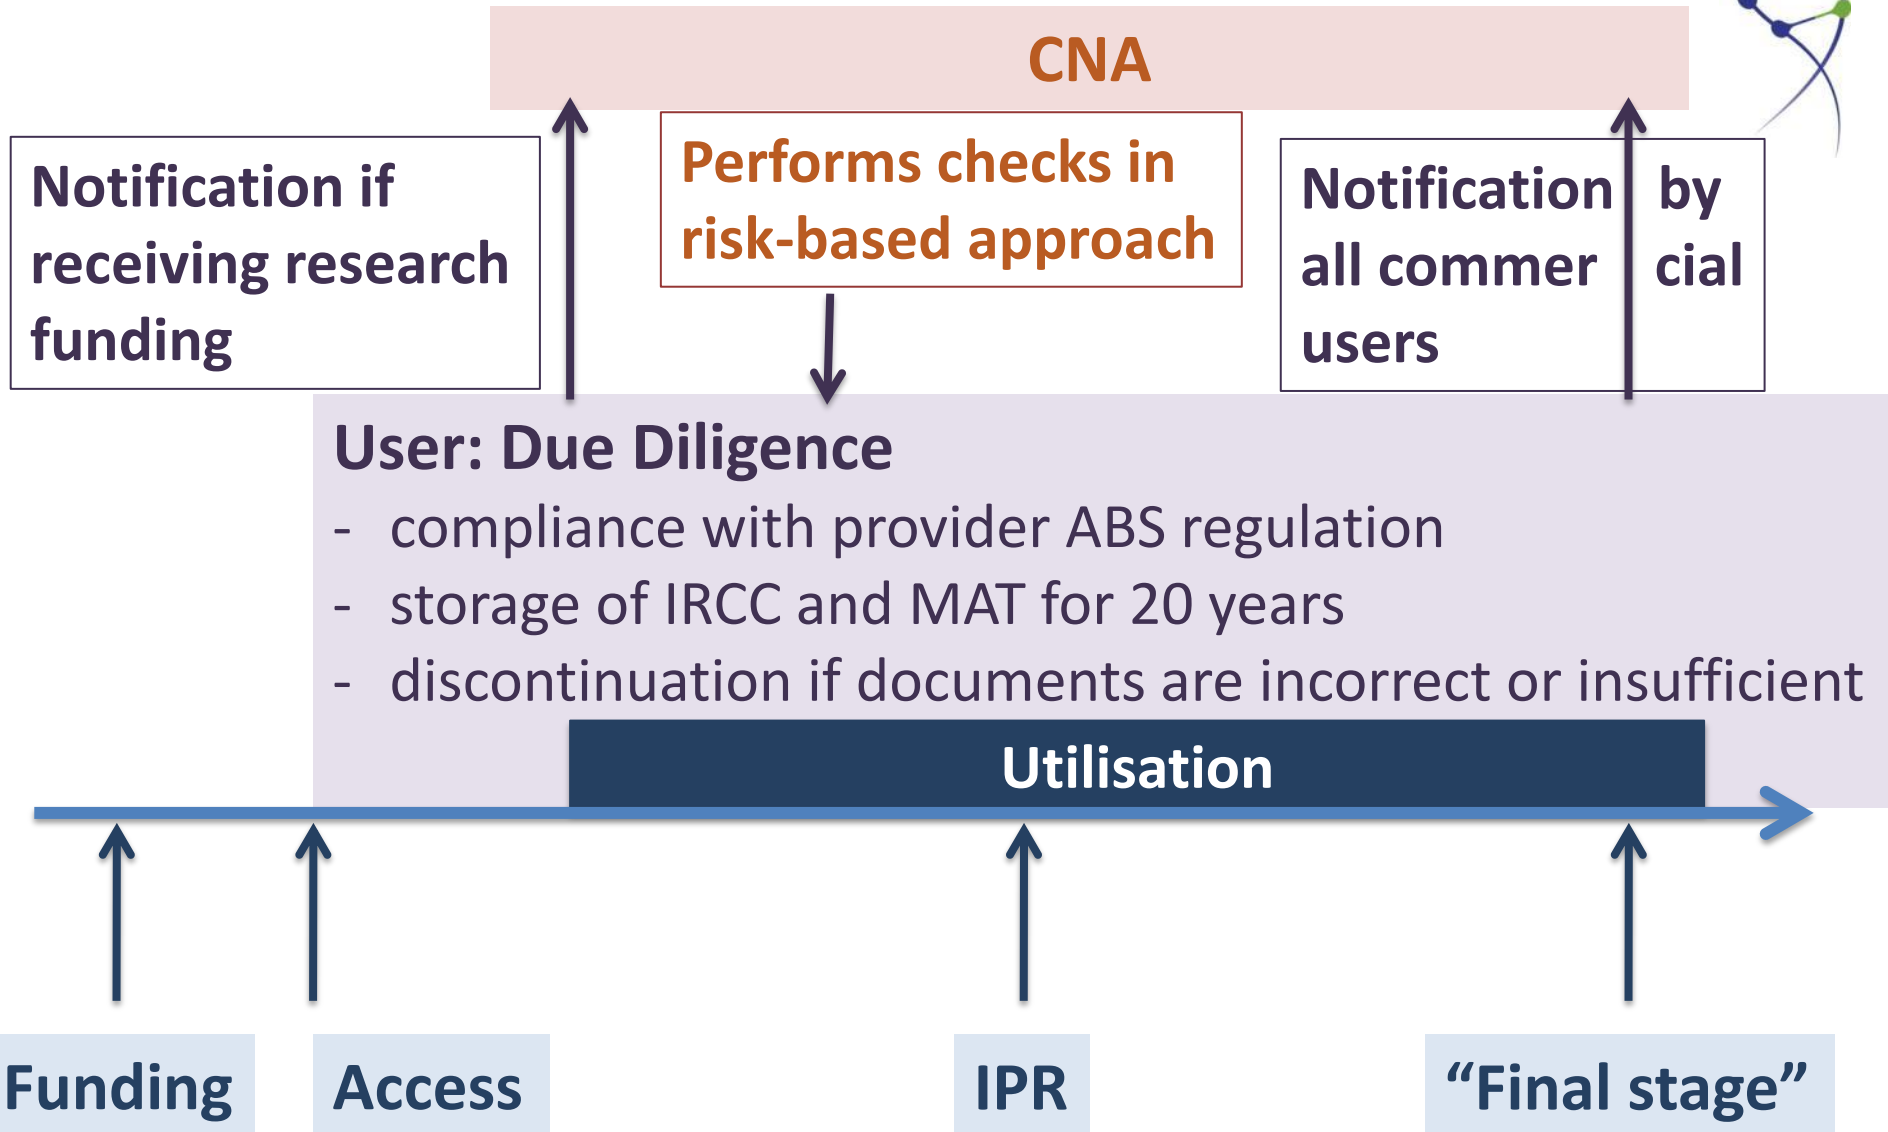 CNA
Notification if
receiving research
funding
Performs checks in
risk-based approach
Notification by
all commer cial
users
User: Due Diligence
- compliance with provider ABS regulation
- storage of IRCC and MAT for 20 years
- discontinuation if documents are incorrect or insufficient
Utilisation
Funding
Access
IPR
“Final stage”